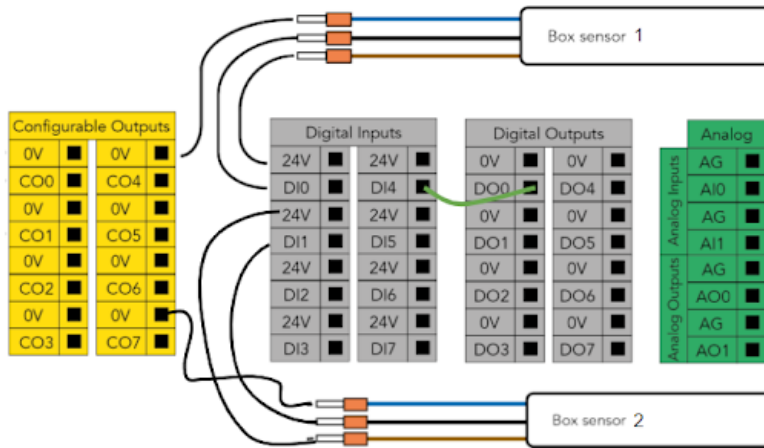 Box sensor 1
Configurable Outputs
0V 0V
CO0 CO4
0V 0V
CO1 CO5
0V 0V
CO2 CO6
0V 0V
CO3 CO7
Digital Inputs
24V 24V
DI0 DI4
24V 24V
DI1 DI5
24V 24V
DI2 DI6
24V 24V
DI3 DI7
Digital Outputs
0V 0V
DO0 DO4
0V 0V
DO1 DO5
0V 0V
DO2 DO6
0V 0V
DO3 DO7
Analog
Analog Inputs
AG
AI0
AG
AI1
Analog Outputs
AG
AO0
AG
AO1
Box sensor 2